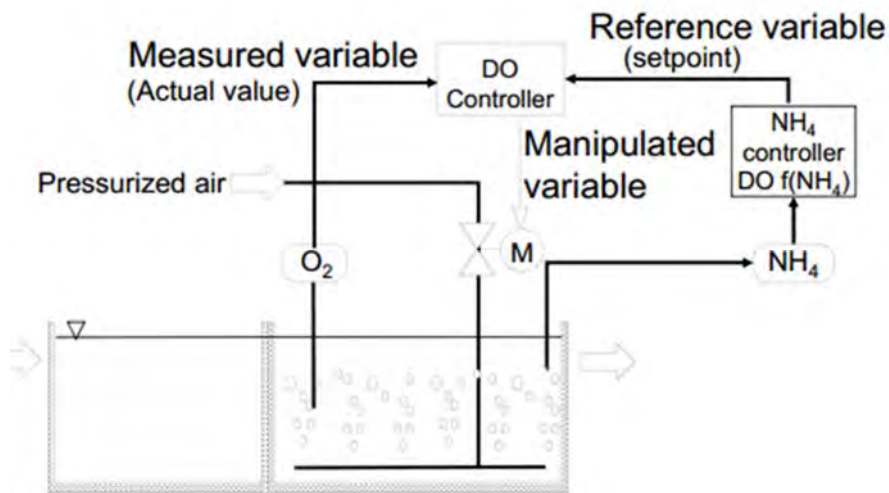 Measured variable
(Actual value)
DO
Controller
Reference variable
(setpoint)
NH₄
controller
DO f(NH₄)
Manipulated
variable
Pressurized air
O₂
M
NH₄